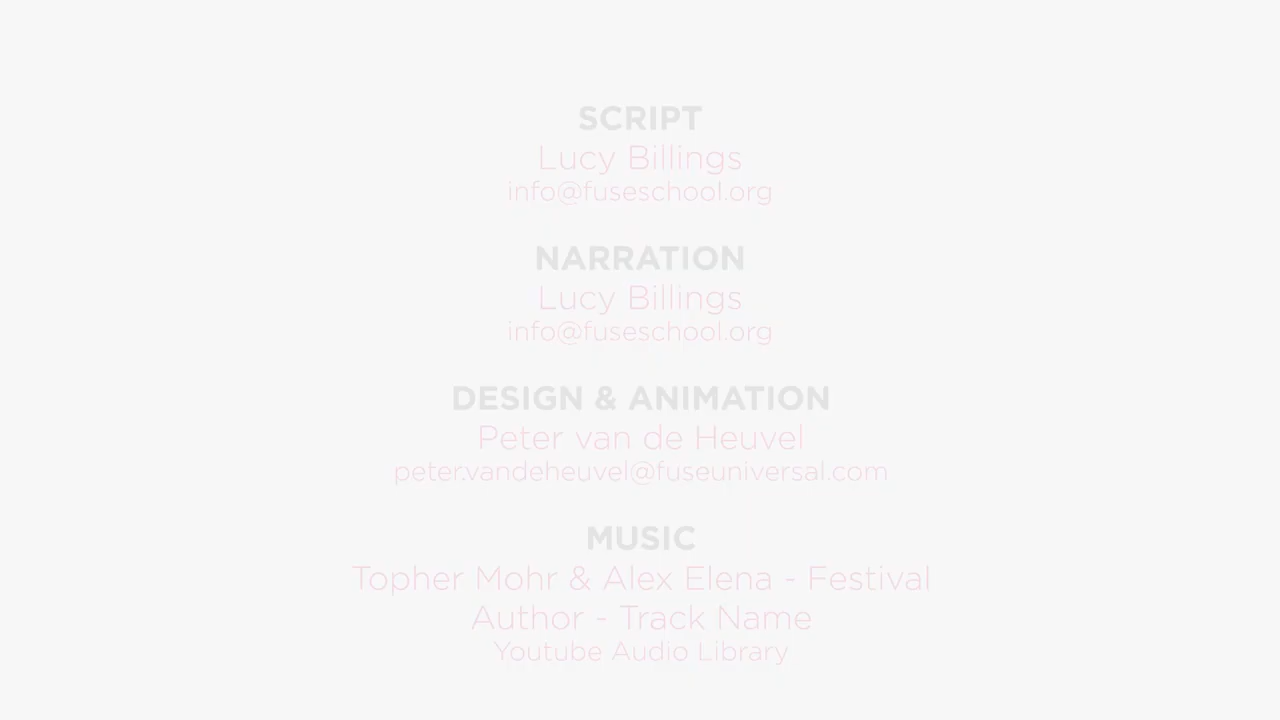 SCRIPT
Lucy Billings
info@fuseschool.org
NARRATION
Lucy Billings
info@fuseschool.org
DESIGN & ANIMATION
Peter van de Heuvel
peter.vandeheuvel@fuseuniversal.com
MUSIC
Topher Mohr & Alex Elena - Festival
Author - Track Name
Youtube Audio Library